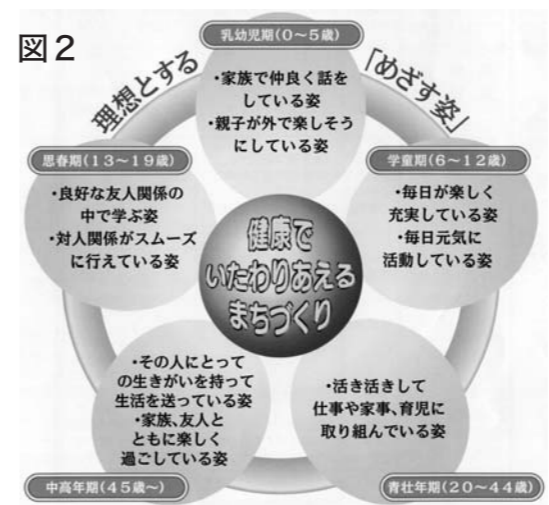 図2
理想とする
「めざす姿」
乳幼児期(0～5歳)
・家族で仲良く話を
している姿
・親子が外で楽しそう
にしている姿
思春期(13～19歳)
・良好な友人関係の
中で学ぶ姿
・対人関係がスムーズ
に行えている姿
学童期(6～12歳)
・毎日が楽しく
充実している姿
・毎日元気に
活動している姿
健康で
いたわりあえる
まちづくり
・その人にとって
の生きがいを持って
生活を送っている姿
・家族、友人と
ともに楽しく
過ごしている姿
中高年期(45歳～)
・活き活きして
仕事や家事、育児に
取り組んでいる姿
青壮年期(20～44歳)